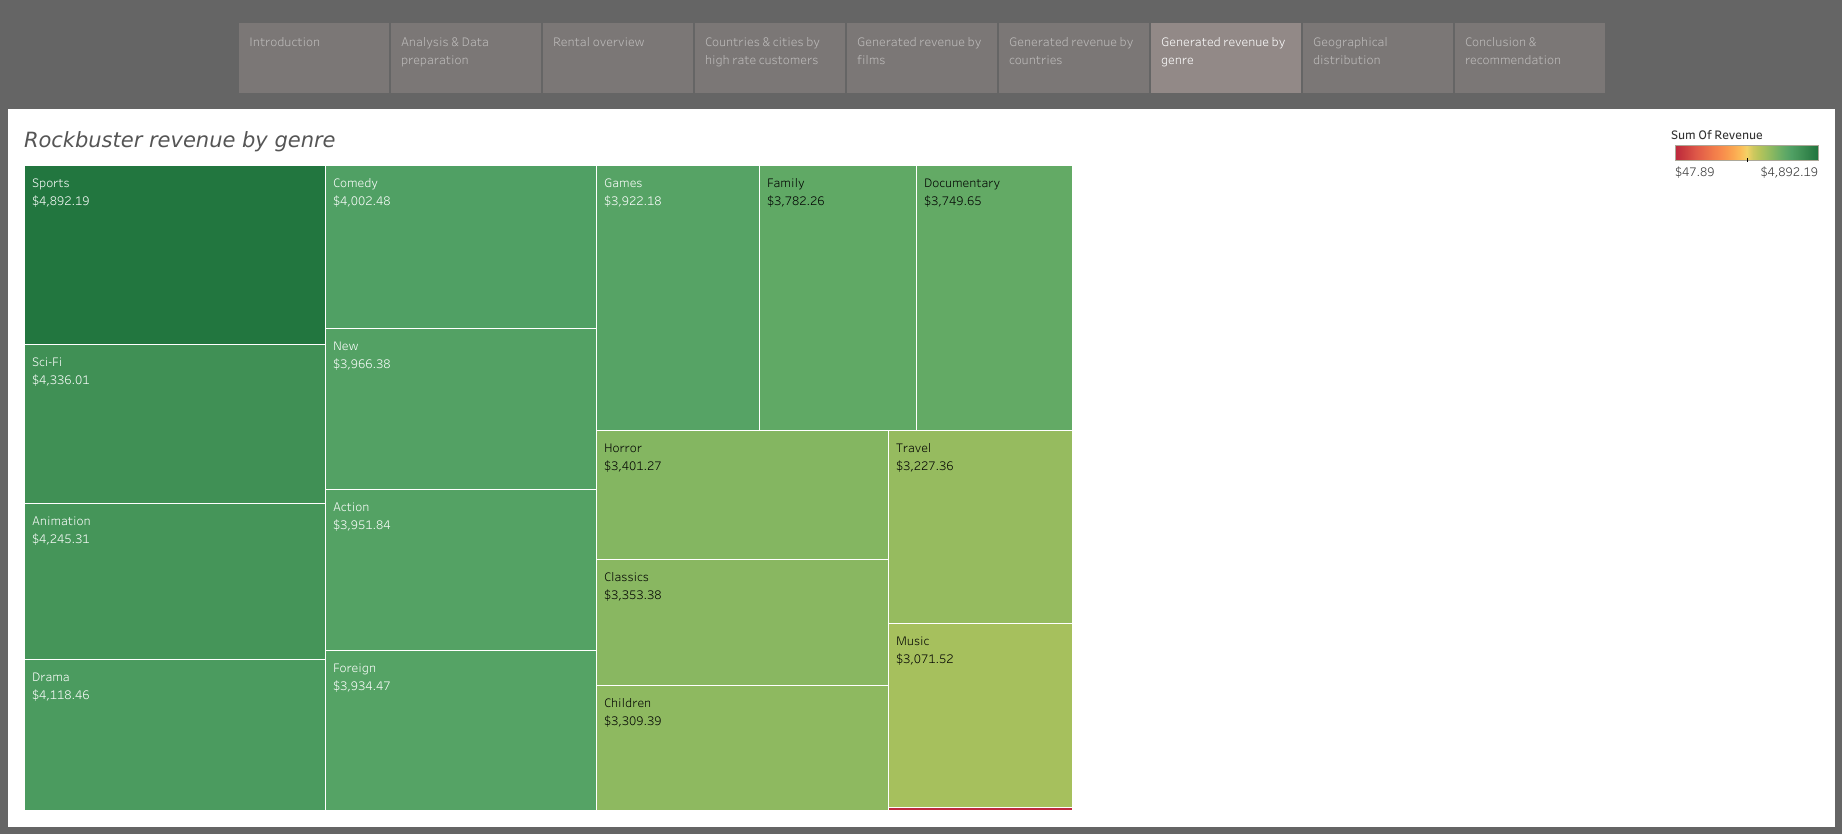 Introduction
Analysis & Data
preparation
Rental overview
Countries & cities by
high rate customers
Generated revenue by
films
Generated revenue by
countries
Generated revenue by
genre
Geographical
distribution
Conclusion &
recommendation
Rockbuster revenue by genre
Sum Of Revenue
$47.89 $4,892.19
Sports
$4,892.19
Sci-Fi
$4,336.01
Animation
$4,245.31
Drama
$4,118.46
Comedy
$4,002.48
New
$3,966.38
Action
$3,951.84
Foreign
$3,934.47
Games
$3,922.18
Family
$3,782.26
Documentary
$3,749.65
Horror
$3,401.27
Classics
$3,353.38
Children
$3,309.39
Travel
$3,227.36
Music
$3,071.52